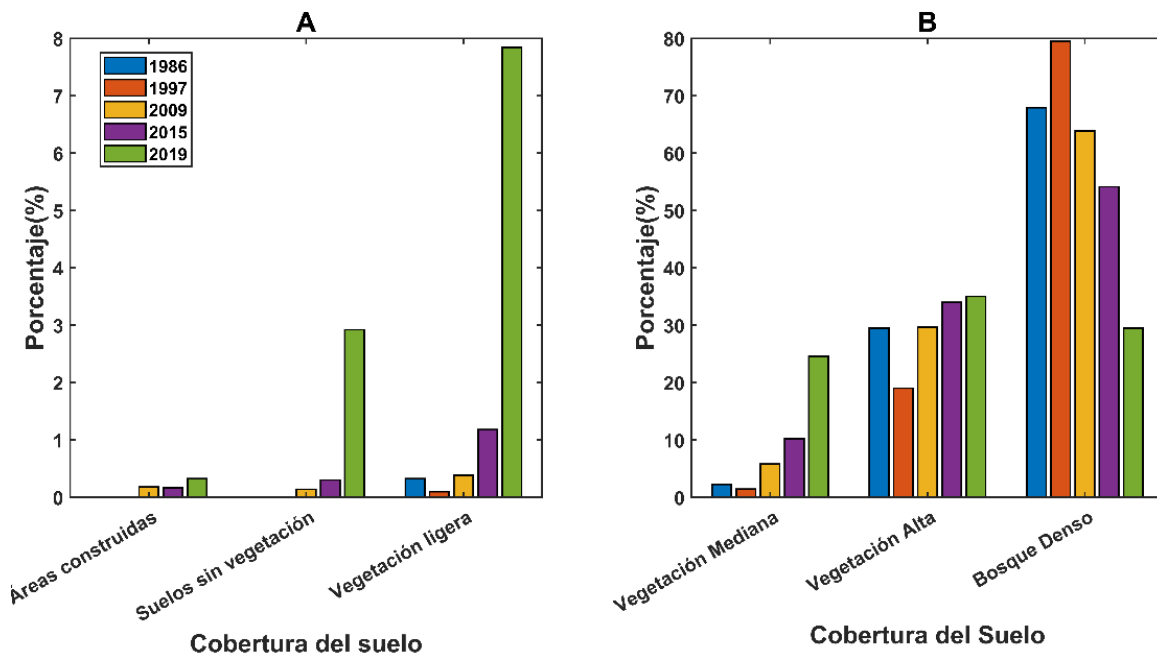 A
8
7
6
5
4
3
2
1
0
Porcentaje(%)
1986
1997
2009
2015
2019
Áreas construidas
Suelos sin vegetación
Vegetación ligera
Cobertura del suelo
B
80
70
60
50
40
30
20
10
0
Porcentaje(%)
Vegetación Mediana
Vegetación Alta
Bosque Denso
Cobertura del Suelo